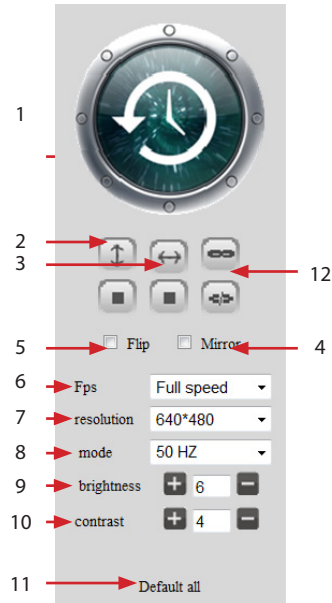 1
2
3
12
5 Flip Mirror 4
6 Fps Full speed
7 resolution 640*480
8 mode 50 HZ
9 brightness 6
10 contrast 4
11 Default all